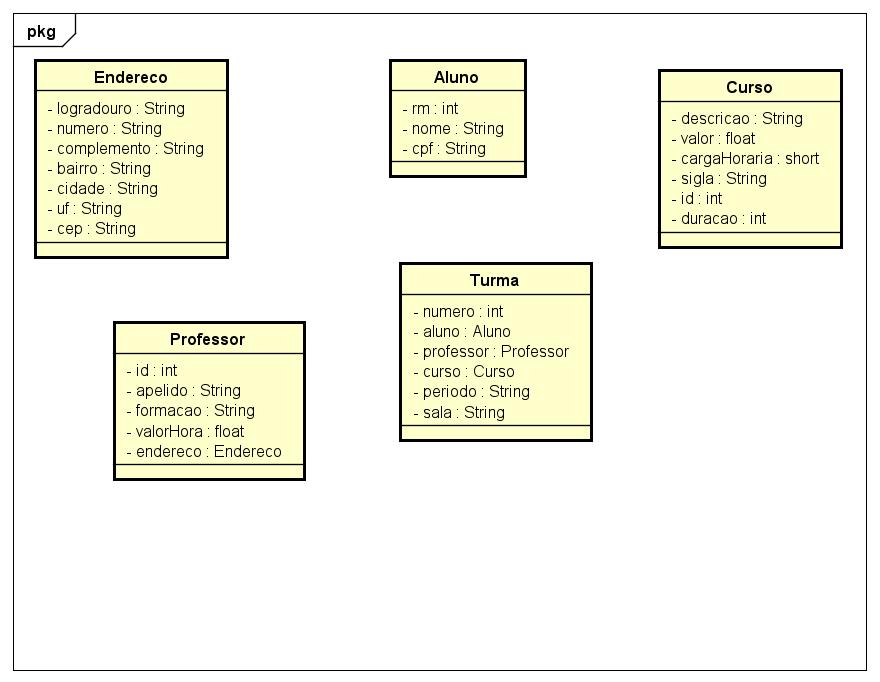 pkg
Endereco
- logradouro : String
- numero : String
- complemento : String
- bairro : String
- cidade : String
- uf : String
- cep : String
Aluno
- rm : int
- nome : String
- cpf : String
Curso
- descricao : String
- valor : float
- cargaHoraria : short
- sigla : String
- id : int
- duracao : int
Professor
- id : int
- apelido : String
- formacao : String
- valorHora : float
- endereco : Endereco
Turma
- numero : int
- aluno : Aluno
- professor : Professor
- curso : Curso
- periodo : String
- sala : String